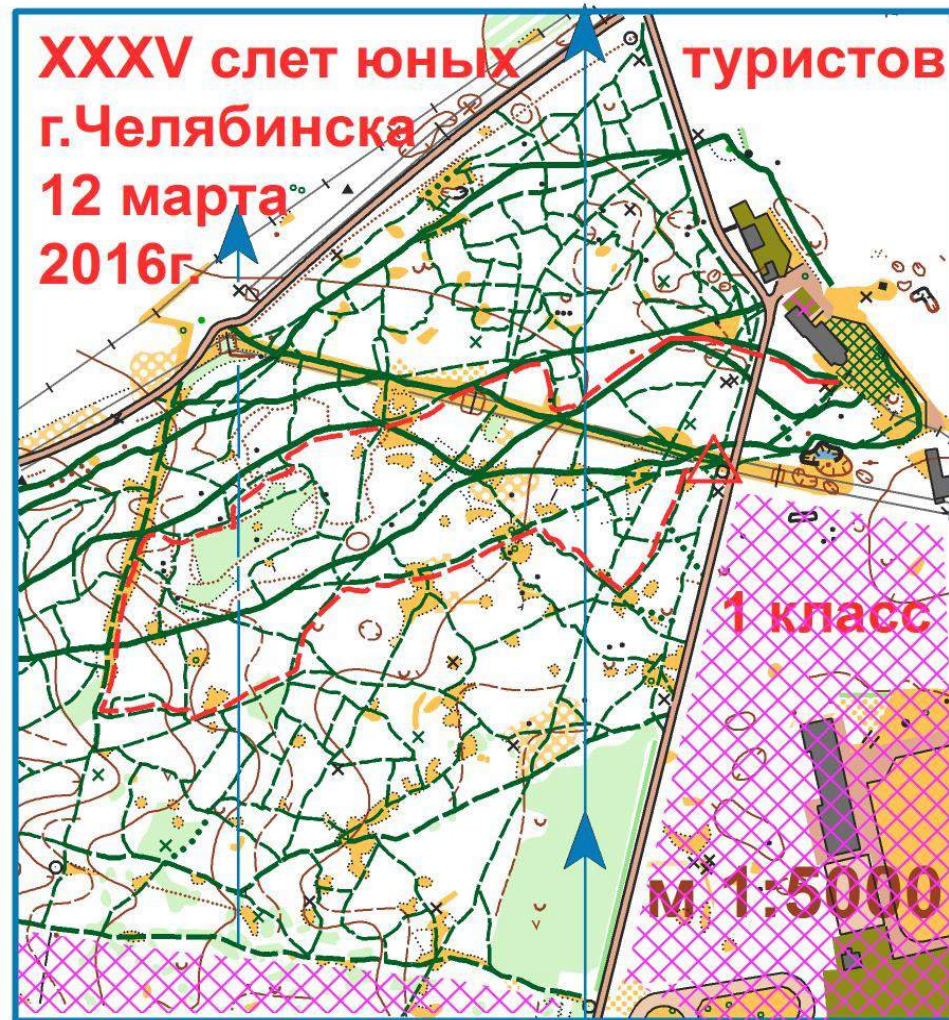 XXXV слет юных туристов
г.Челябинска
12 марта
2016г.
1 класс
м 1:5000